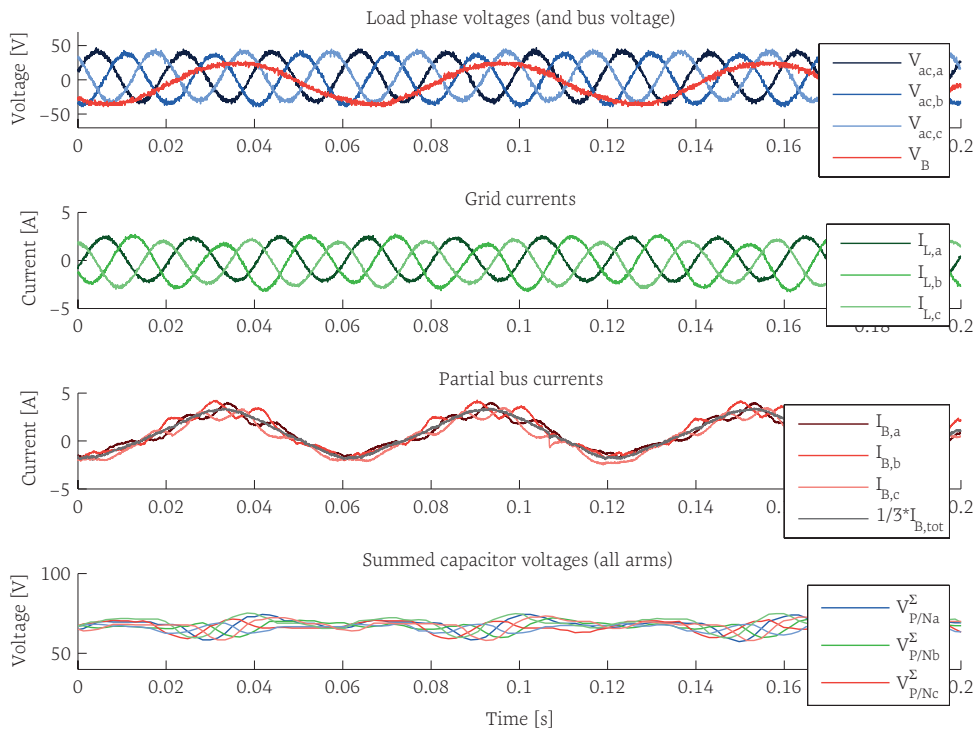 Load phase voltages (and bus voltage)
Voltage [V]
50
0
−50
0 0.02 0.04 0.06 0.08 0.1 0.12 0.14 0.16 0.2
V_ac,a
V_ac,b
V_ac,c
V_B
Grid currents
Current [A]
5
0
−5
0 0.02 0.04 0.06 0.08 0.1 0.12 0.14 0.16 0.18 0.2
I_L,a
I_L,b
I_L,c
Partial bus currents
Current [A]
5
0
−5
0 0.02 0.04 0.06 0.08 0.1 0.12 0.14 0.16 0.2
I_B,a
I_B,b
I_B,c
1/3*I_B,tot
Summed capacitor voltages (all arms)
Voltage [V]
100
50
0 0.02 0.04 0.06 0.08 0.1 0.12 0.14 0.16 0.2
V^Σ_P/Na
V^Σ_P/Nb
V^Σ_P/Nc
Time [s]